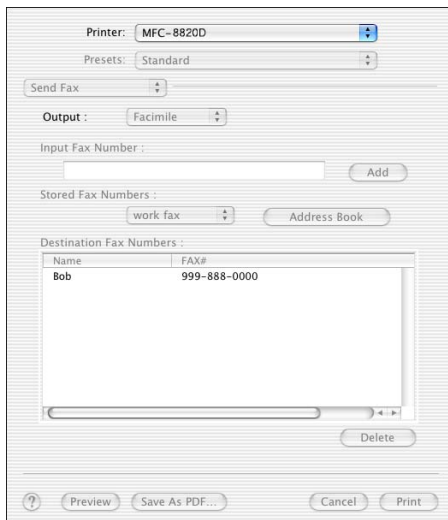 Printer: MFC-8820D
Presets: Standard
Send Fax
Output : Facimile
Input Fax Number :
Add
Stored Fax Numbers :
work fax Address Book
Destination Fax Numbers :
Name FAX#
Bob 999-888-0000
Delete
? Preview Save As PDF... Cancel Print